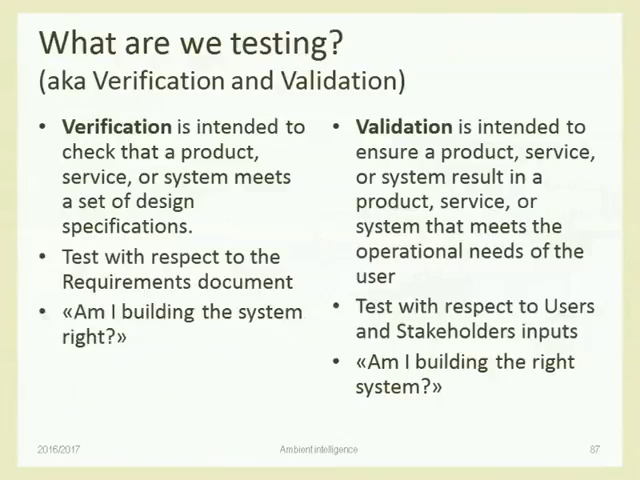 What are we testing?
(aka Verification and Validation)
• Verification is intended to
check that a product,
service, or system meets
a set of design
specifications.
• Test with respect to the
Requirements document
• «Am I building the system
right?»
• Validation is intended to
ensure a product, service,
or system result in a
product, service, or
system that meets the
operational needs of the
user
• Test with respect to Users
and Stakeholders inputs
• «Am I building the right
system?»
2016/2017
Ambient intelligence
87